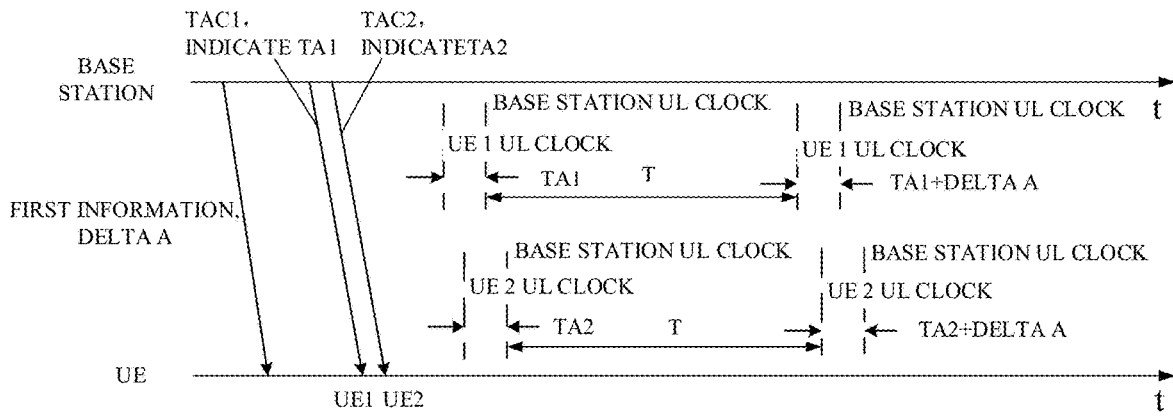 TAC1,
INDICATE TA1
TAC2,
INDICATETA2
BASE
STATION
t
BASE STATION UL CLOCK
BASE STATION UL CLOCK
UE 1 UL CLOCK
UE 1 UL CLOCK
TA1
T
TA1+DELTA A
FIRST INFORMATION,
DELTA A
BASE STATION UL CLOCK
BASE STATION UL CLOCK
UE 2 UL CLOCK
UE 2 UL CLOCK
TA2
T
TA2+DELTA A
UE
UE1 UE2
t